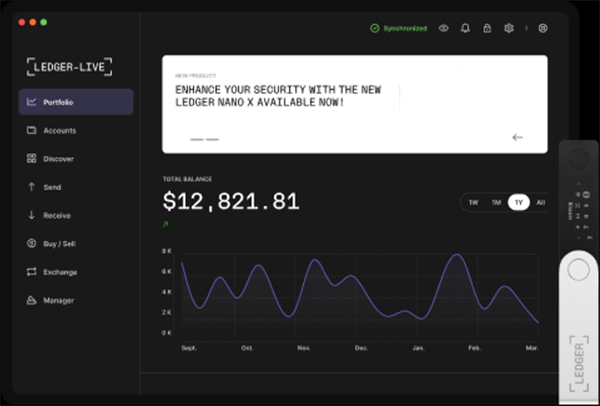 Synchronized
LEDGER-LIVE
Portfolio
Accounts
Discover
Send
Receive
Buy / Sell
Exchange
Manager
NEW PRODUCT
ENHANCE YOUR SECURITY WITH THE NEW
LEDGER NANO X AVAILABLE NOW!
TOTAL BALANCE
$12,821.81
1W 1M 1Y All
8 K
6 K
4 K
2 K
0 K
Sept. Oct. Nov. Dec. Jan. Feb. Mar.
LEDGER